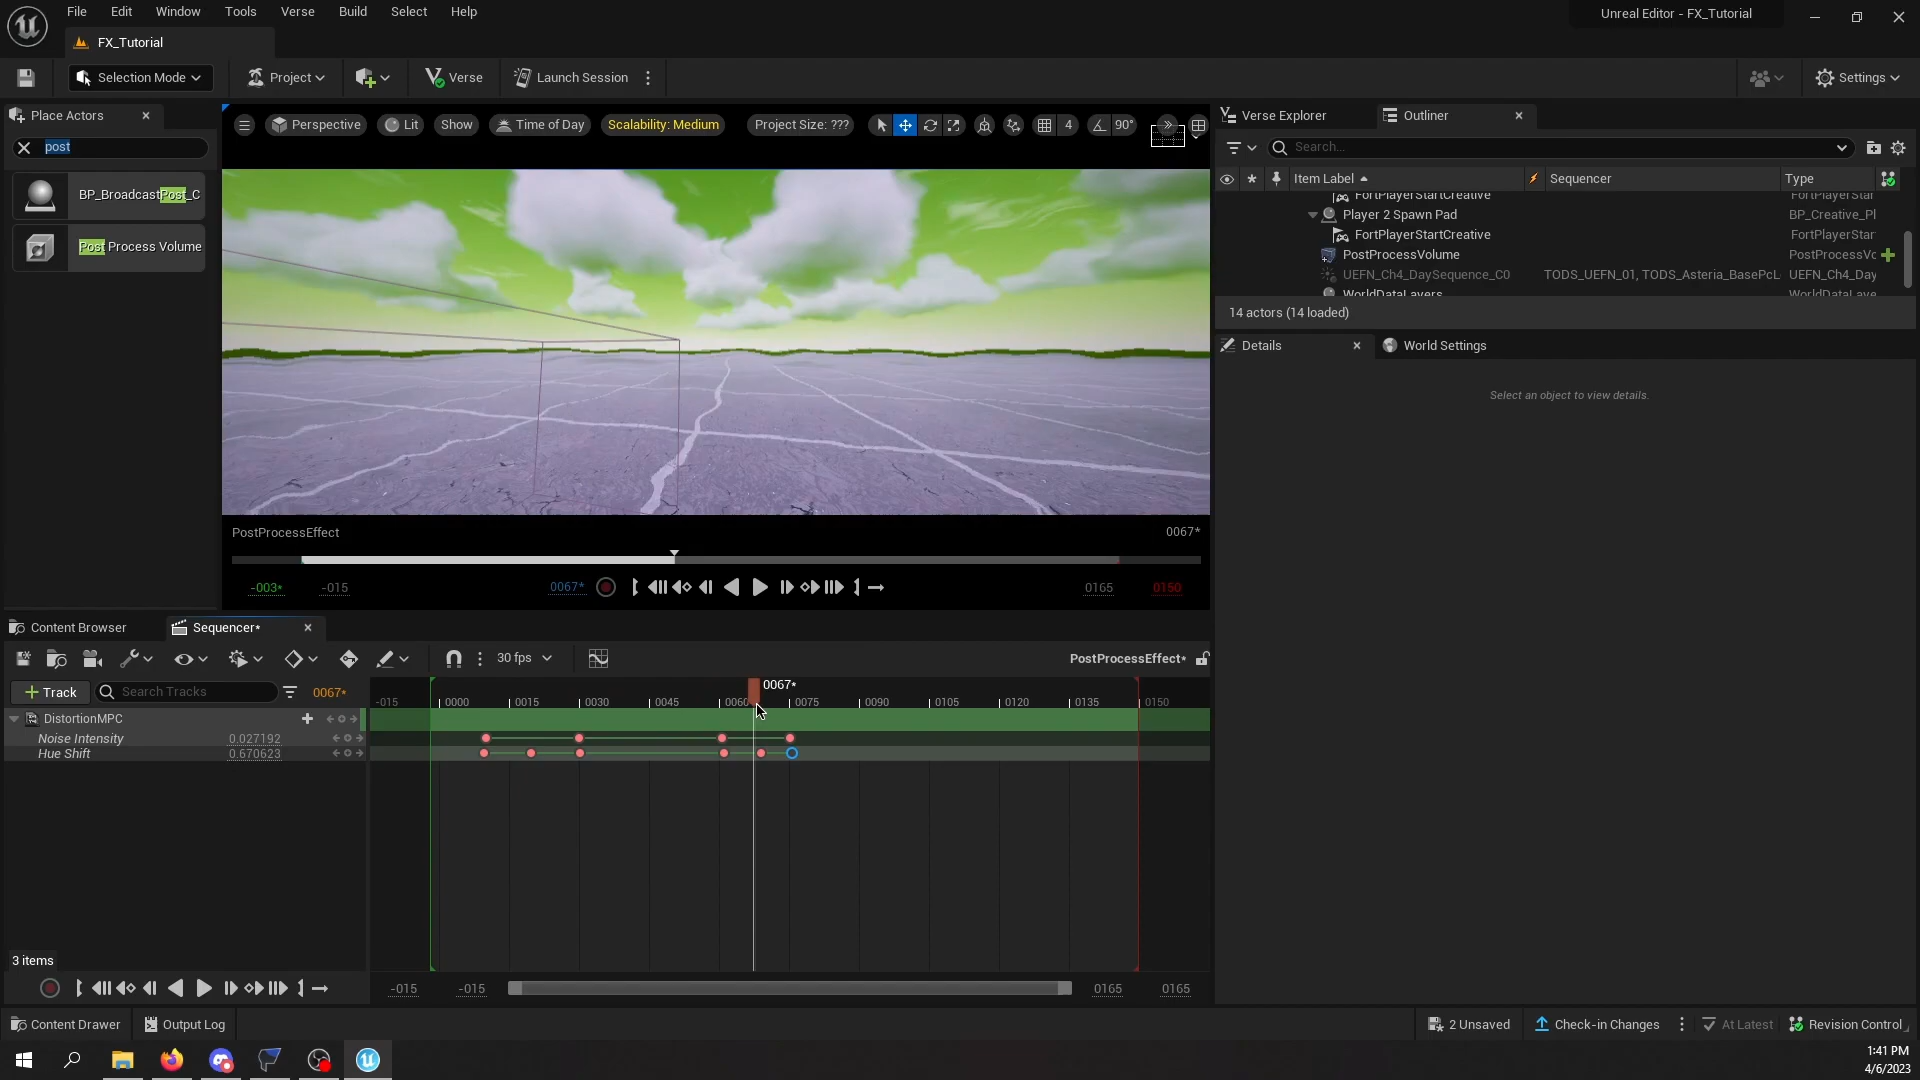 File Edit Window Tools Verse Build Select Help
Unreal Editor - FX_Tutorial
FX_Tutorial
Selection Mode
Project
Verse
Launch Session
Settings
Place Actors
post
BP_BroadcastPost_C
Post Process Volume
Perspective
Lit
Show
Time of Day
Scalability: Medium
Project Size: ???
4
90°
PostProcessEffect
0067*
-003*
-015
0067*
0165
0150
Verse Explorer
Outliner
Search...
Item Label
Sequencer
Type
FortPlayerStartCreative FortPlayerStar
Player 2 Spawn Pad BP_Creative_Pl
FortPlayerStartCreative FortPlayerStar
PostProcessVolume PostProcessVc
UEFN_Ch4_DaySequence_C0 TODS_UEFN_01, TODS_Asteria_BasePcL UEFN_Ch4_Day
WorldDataLayers WorldDataLaye
14 actors (14 loaded)
Details
World Settings
Select an object to view details.
Content Browser
Sequencer*
30 fps
PostProcessEffect*
Track
Search Tracks
0067*
0067*
-015 0000 0015 0030 0045 0060 0075 0090 0105 0120 0135 0150
DistortionMPC
Noise Intensity 0.027192
Hue Shift 0.670623
3 items
-015 -015 0165 0165
Content Drawer
Output Log
2 Unsaved
Check-in Changes
At Latest
Revision Control
1:41 PM
4/6/2023